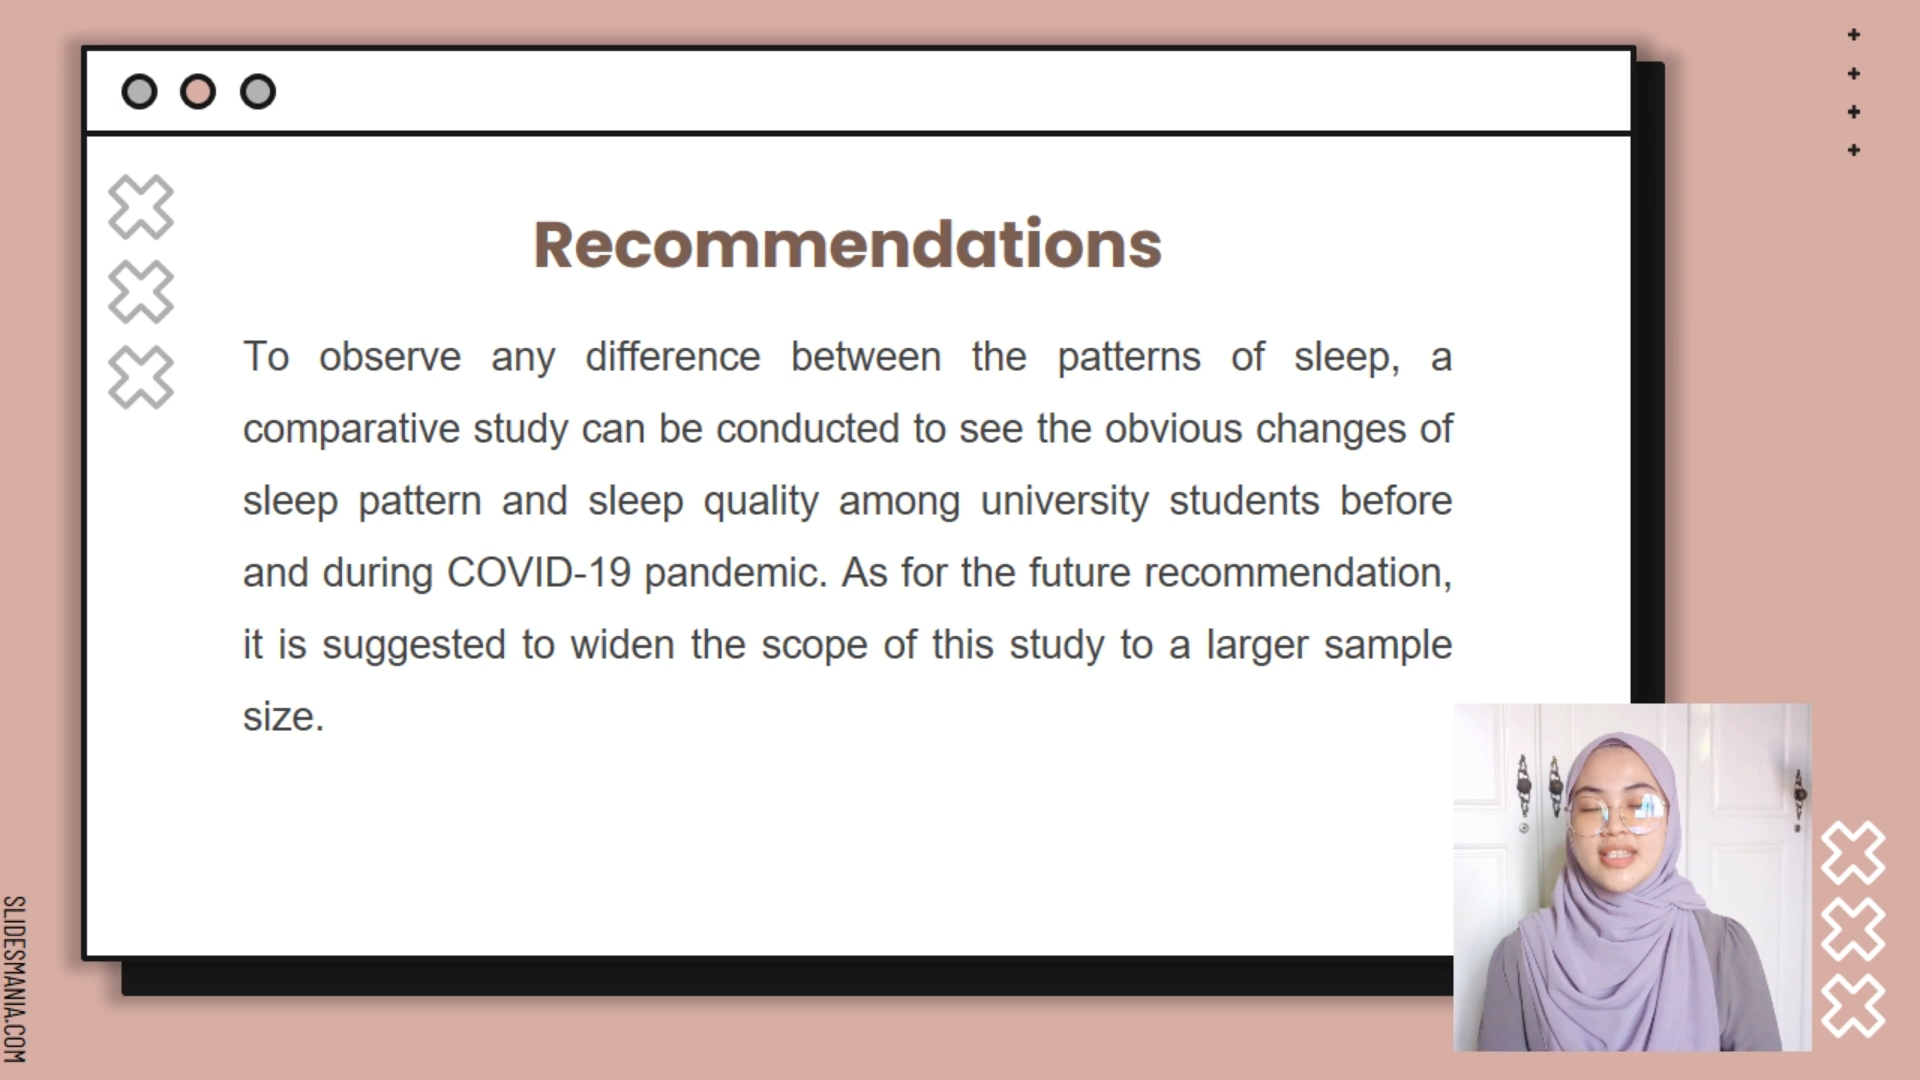 Recommendations
To observe any difference between the patterns of sleep, a
comparative study can be conducted to see the obvious changes of
sleep pattern and sleep quality among university students before
and during COVID-19 pandemic. As for the future recommendation,
it is suggested to widen the scope of this study to a larger sample
size.
SLIDESMANIA.COM